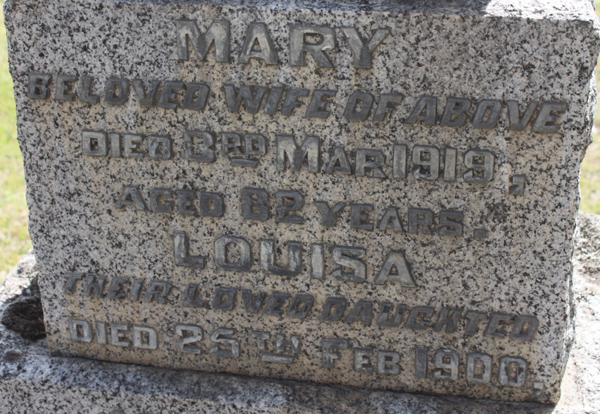 MARY
BELOVED WIFE OF ABOVE
DIED 3RD MAR 1919,
AGED 82 YEARS.
LOUISA
THEIR LOVED DAUGHTER
DIED 25TH FEB 1900.